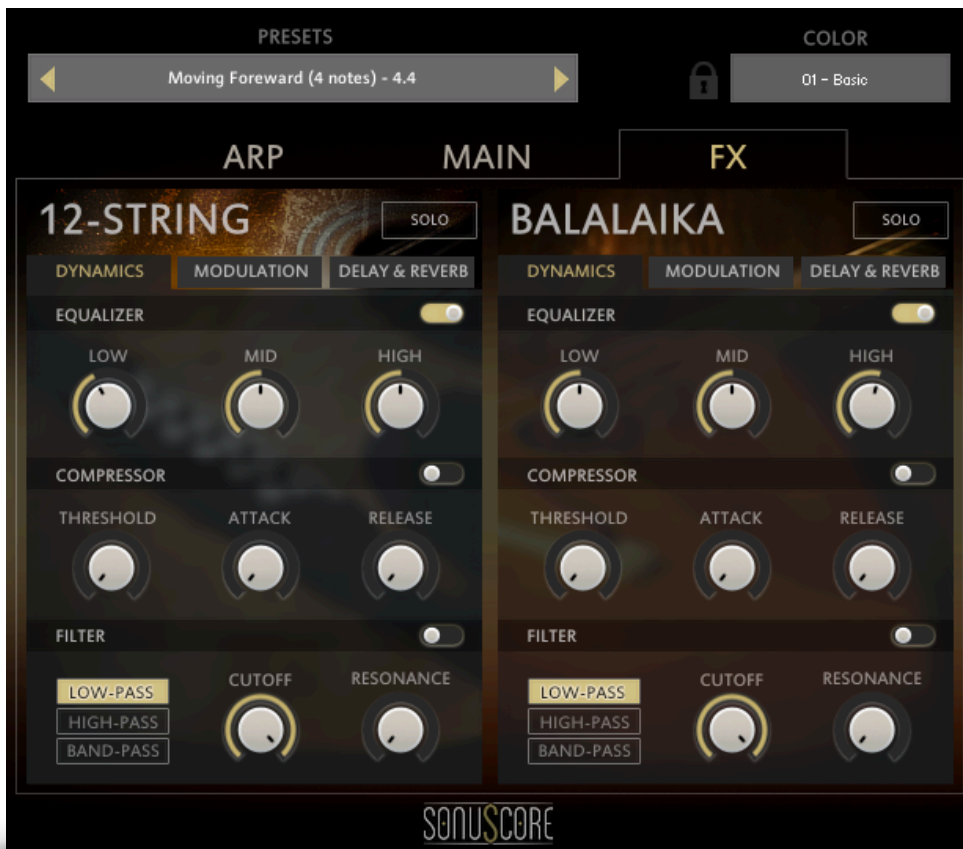 PRESETS
COLOR
Moving Foreward (4 notes) - 4.4
01 - Basic
ARP
MAIN
FX
12-STRING
SOLO
DYNAMICS
MODULATION
DELAY & REVERB
EQUALIZER
LOW
MID
HIGH
COMPRESSOR
THRESHOLD
ATTACK
RELEASE
FILTER
LOW-PASS
HIGH-PASS
BAND-PASS
CUTOFF
RESONANCE
BALALAIKA
SOLO
DYNAMICS
MODULATION
DELAY & REVERB
EQUALIZER
LOW
MID
HIGH
COMPRESSOR
THRESHOLD
ATTACK
RELEASE
FILTER
LOW-PASS
HIGH-PASS
BAND-PASS
CUTOFF
RESONANCE
SONUSCORE